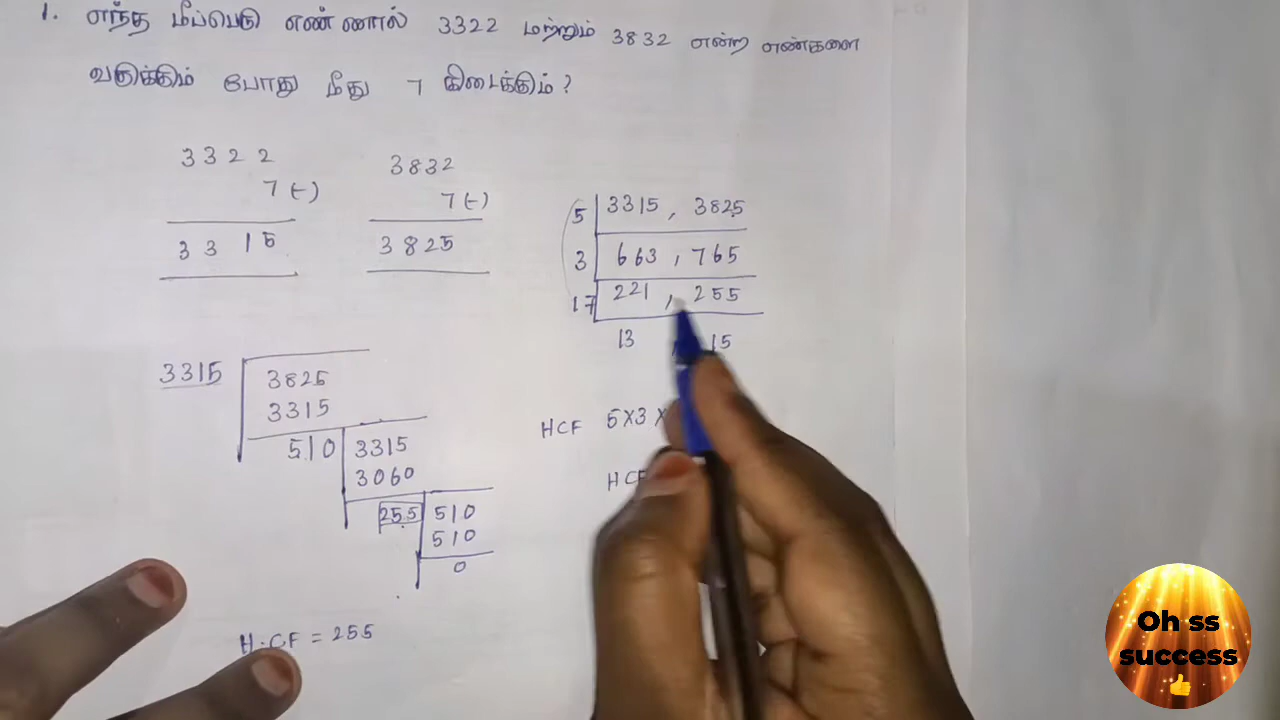 1. எந்த மீப்பெரு எண்ணால் 3322 மற்றும் 3832 என்ற எண்களை
வகுக்கும் போது மீது 7 கிடைக்கும்?
3322
7 (-)
3315
3832
7 (-)
3825
5 3315, 3825
3 663, 765
17 221, 255
13, 15
HCF 5X3X
HCF
3315 3825
3315
510 3315
3060
255 510
510
0
H.CF = 255
Oh ss
success